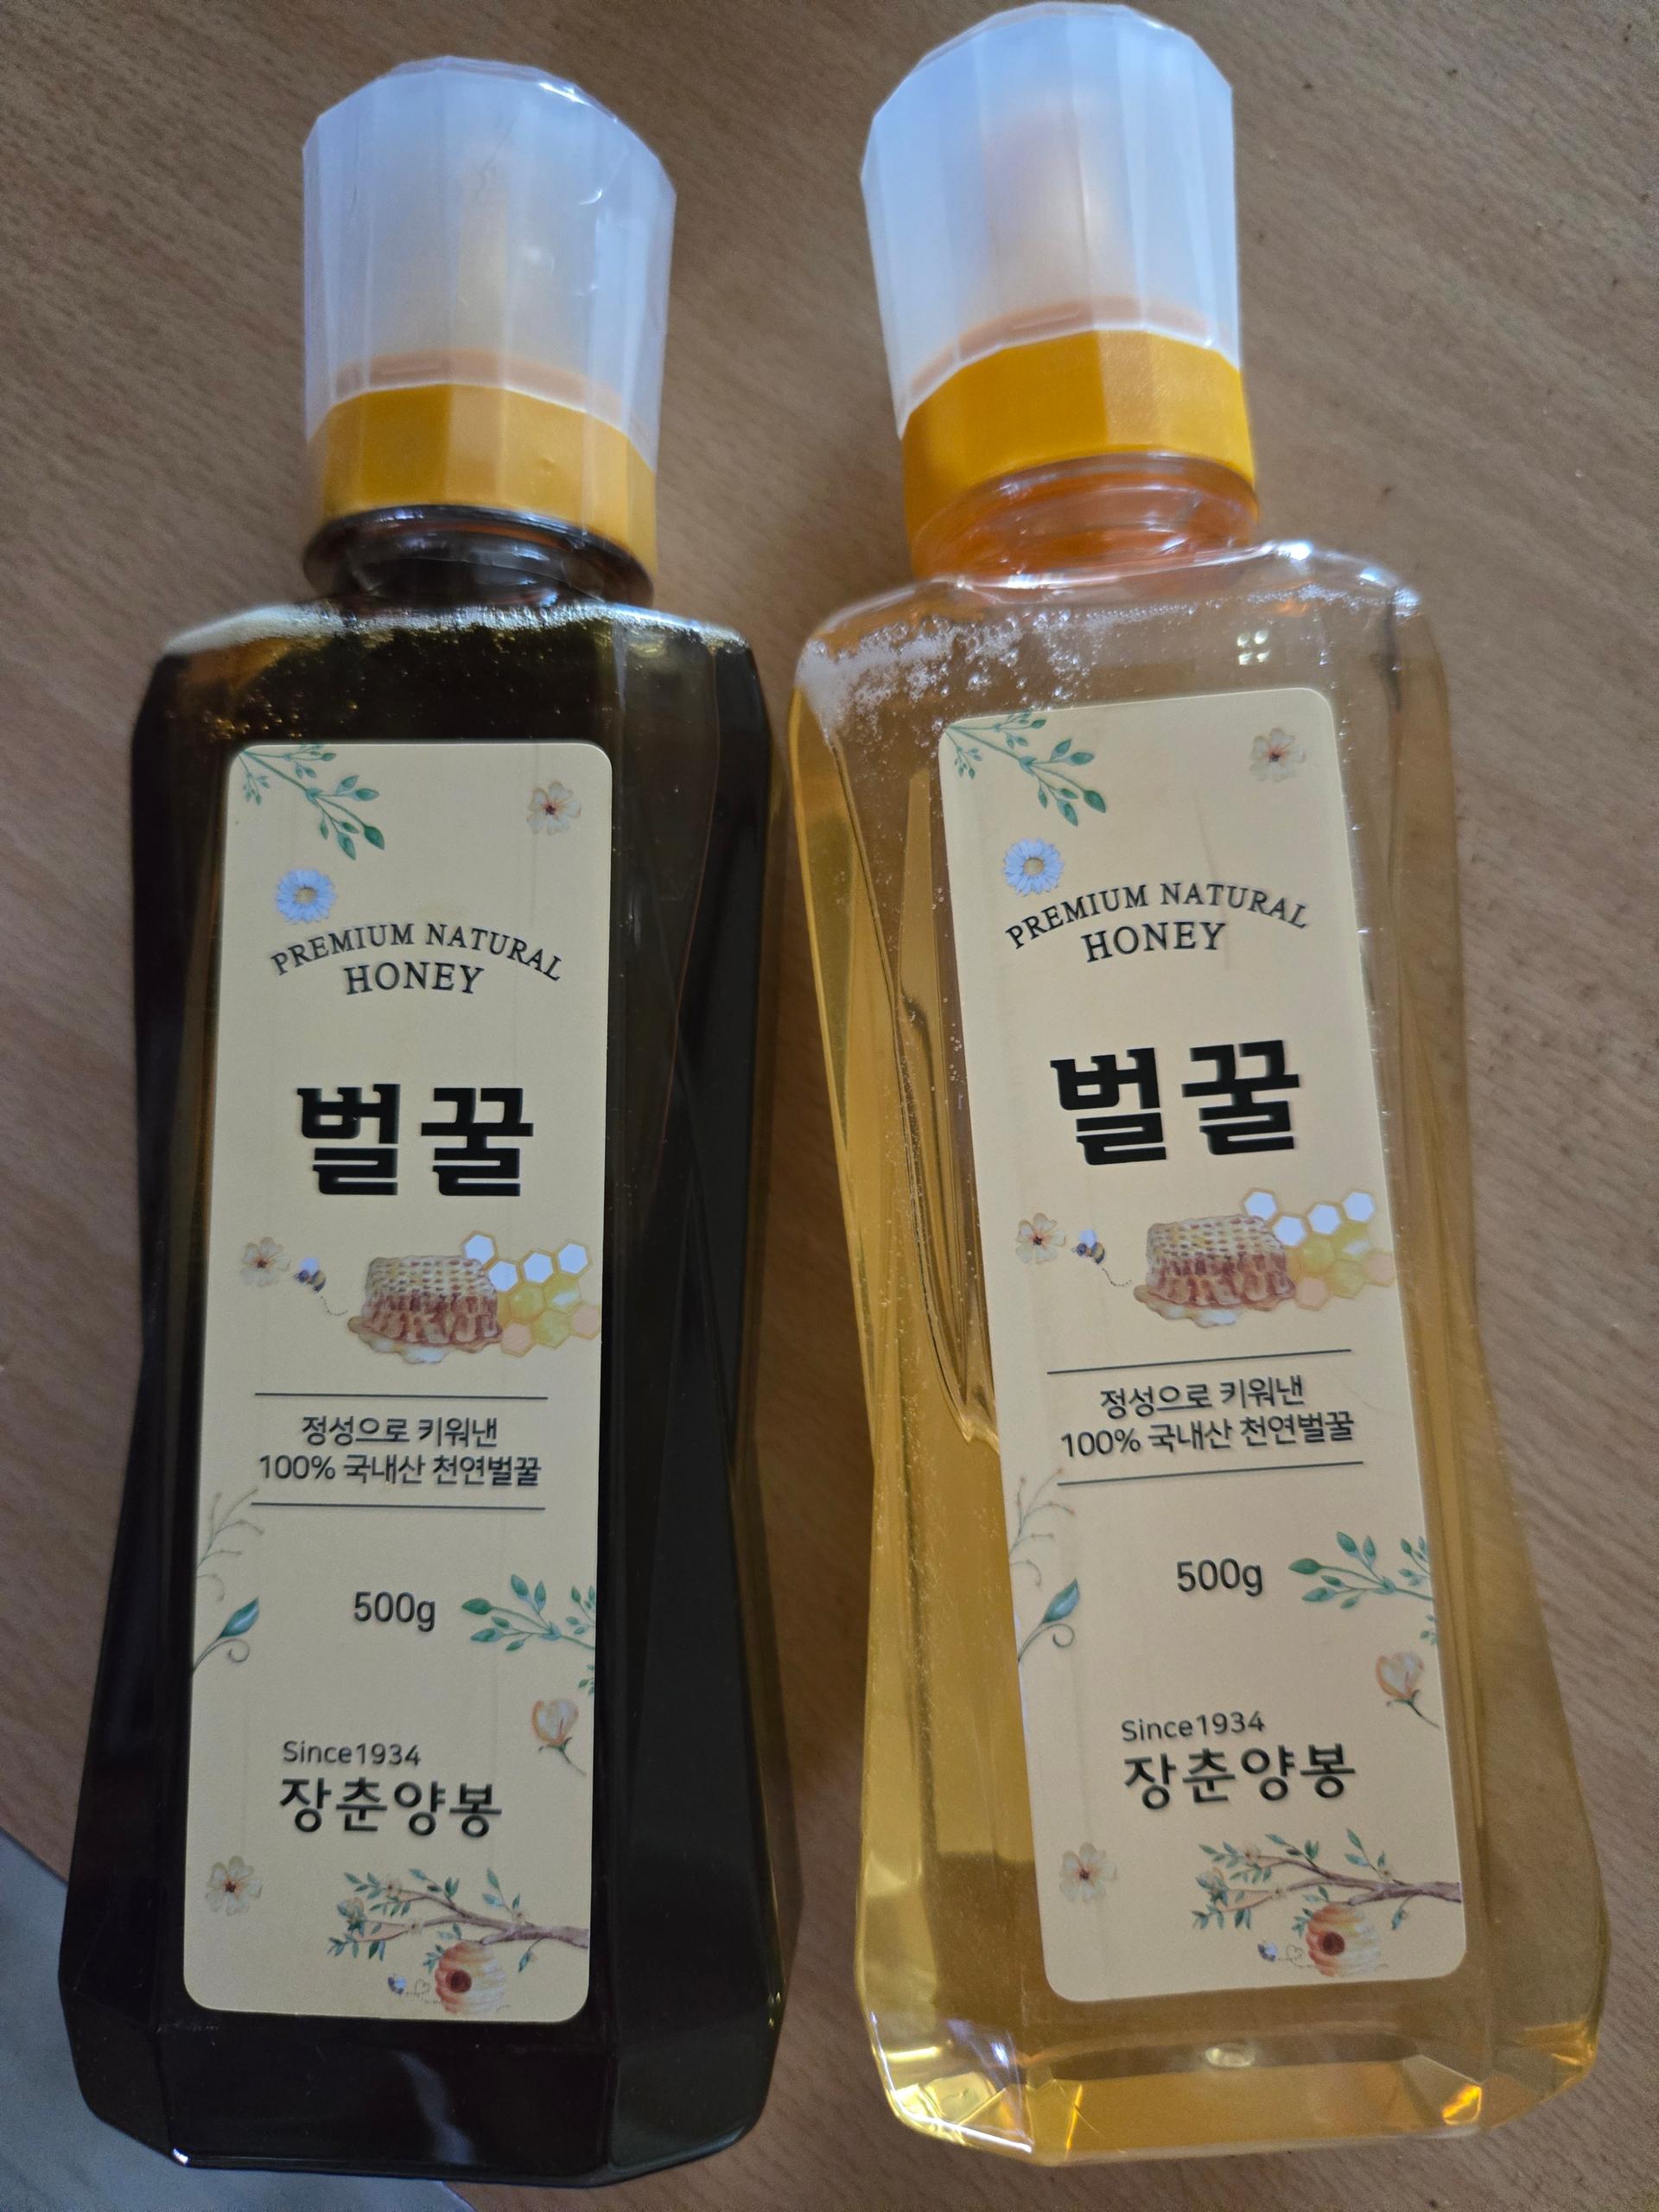 PREMIUM NATURAL
HONEY
벌꿀
정성으로 키워낸
100% 국내산 천연벌꿀
500g
Since1934
장춘양봉
PREMIUM NATURAL
HONEY
벌꿀
정성으로 키워낸
100% 국내산 천연벌꿀
500g
Since1934
장춘양봉